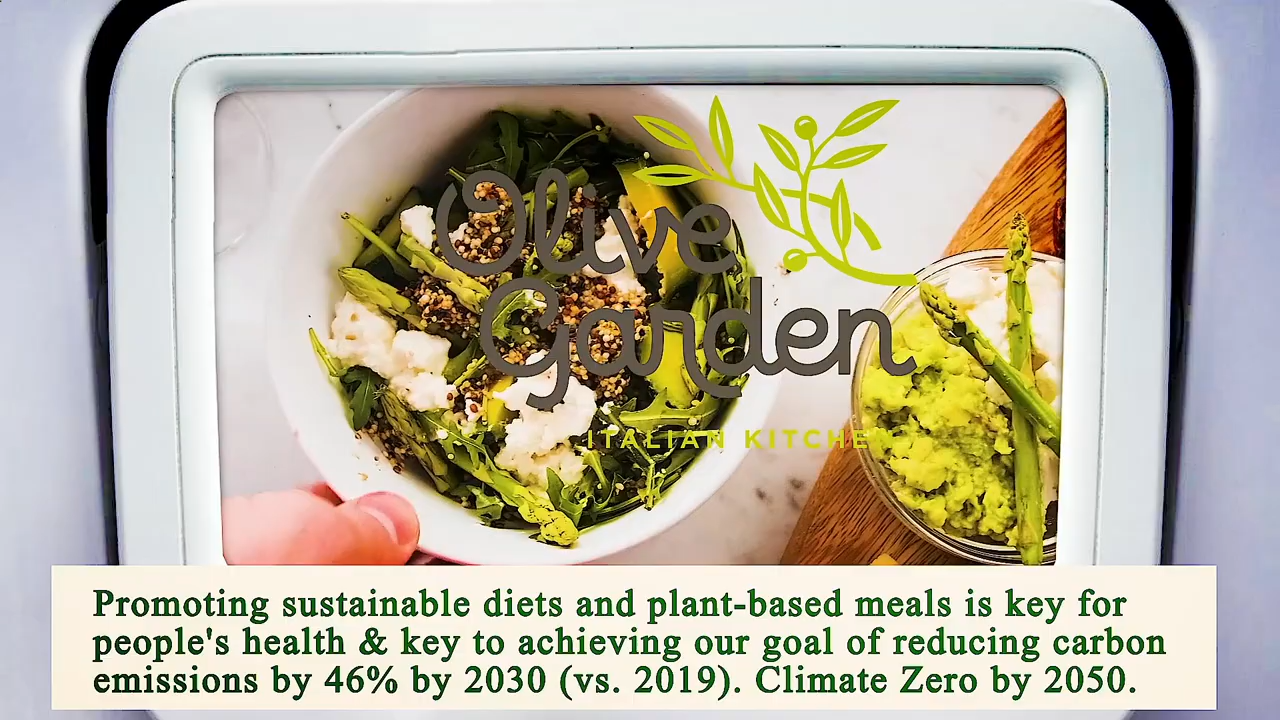 Olive
Garden
ITALIAN KITCHEN
Promoting sustainable diets and plant-based meals is key for
people's health & key to achieving our goal of reducing carbon
emissions by 46% by 2030 (vs. 2019). Climate Zero by 2050.